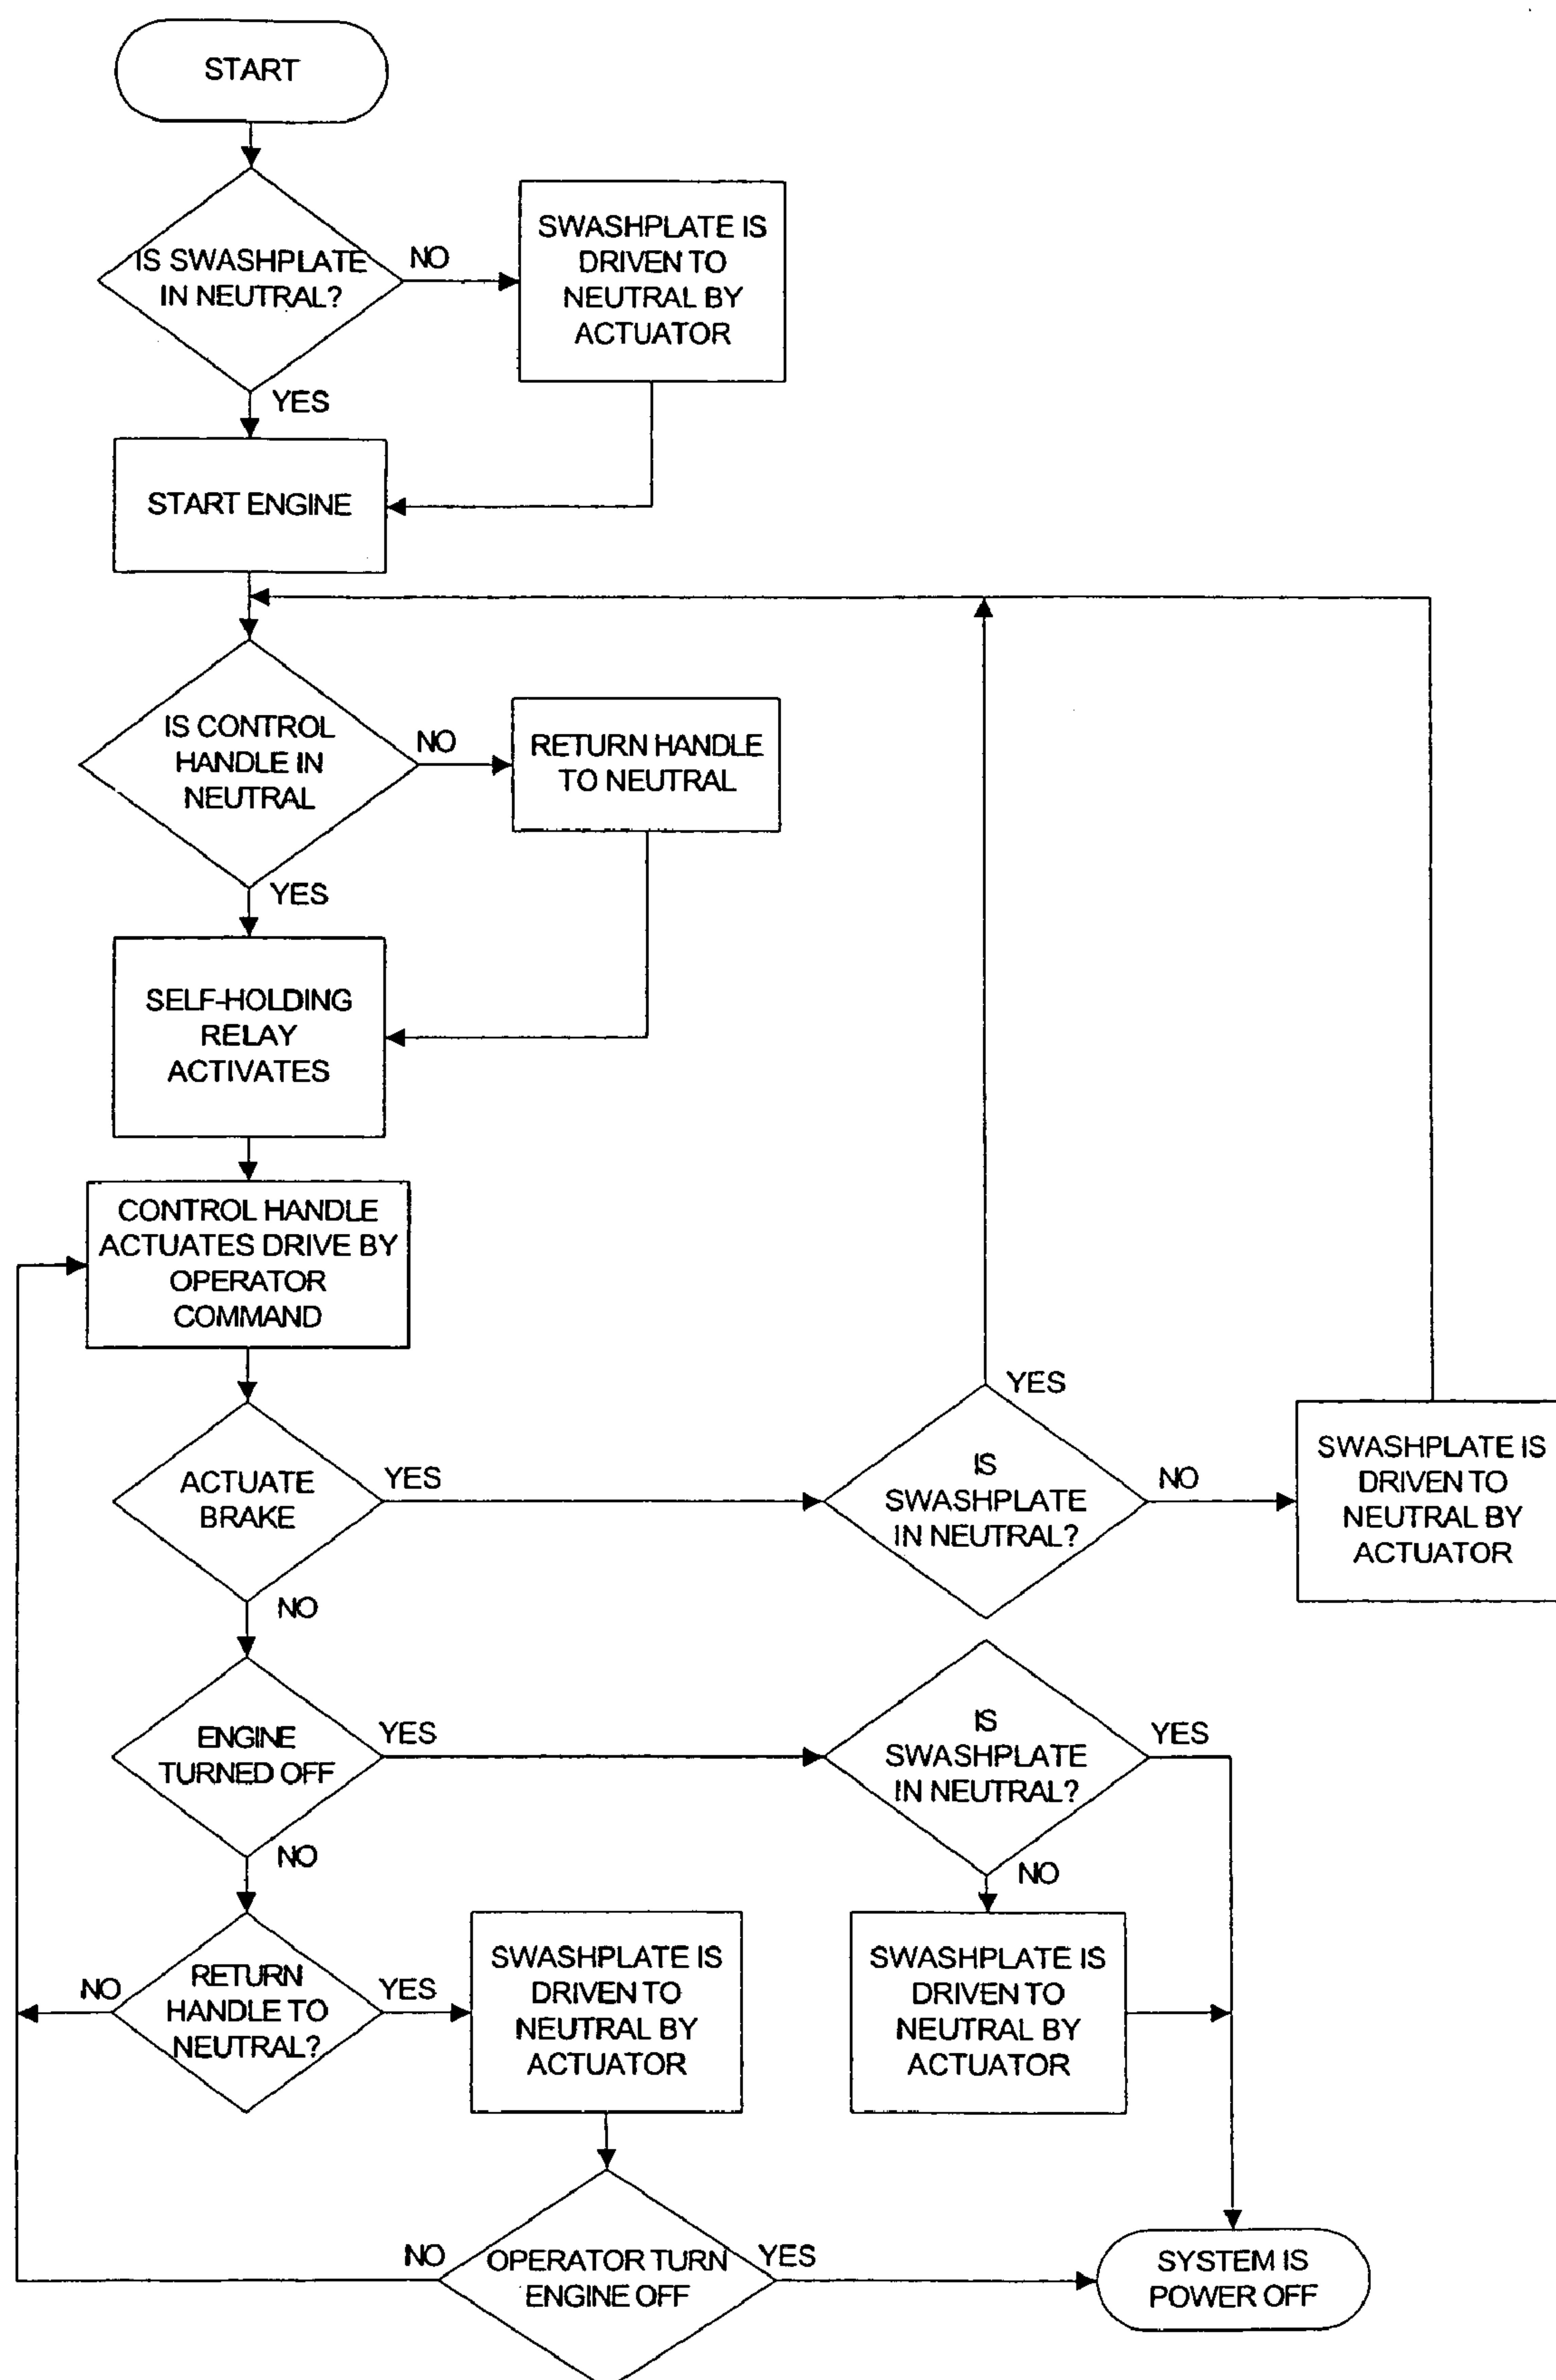 START
IS SWASHPLATE
IN NEUTRAL?
NO
SWASHPLATE IS
DRIVEN TO
NEUTRAL BY
ACTUATOR
YES
START ENGINE
IS CONTROL
HANDLE IN
NEUTRAL
NO
RETURN HANDLE
TO NEUTRAL
YES
SELF-HOLDING
RELAY
ACTIVATES
CONTROL HANDLE
ACTUATES DRIVE BY
OPERATOR
COMMAND
ACTUATE
BRAKE
YES
IS
SWASHPLATE
IN NEUTRAL?
YES
NO
SWASHPLATE IS
DRIVEN TO
NEUTRAL BY
ACTUATOR
NO
ENGINE
TURNED OFF
YES
IS
SWASHPLATE
IN NEUTRAL?
YES
NO
NO
RETURN
HANDLE TO
NEUTRAL?
NO
YES
SWASHPLATE IS
DRIVEN TO
NEUTRAL BY
ACTUATOR
SWASHPLATE IS
DRIVEN TO
NEUTRAL BY
ACTUATOR
NO
OPERATOR TURN
ENGINE OFF
YES
SYSTEM IS
POWER OFF